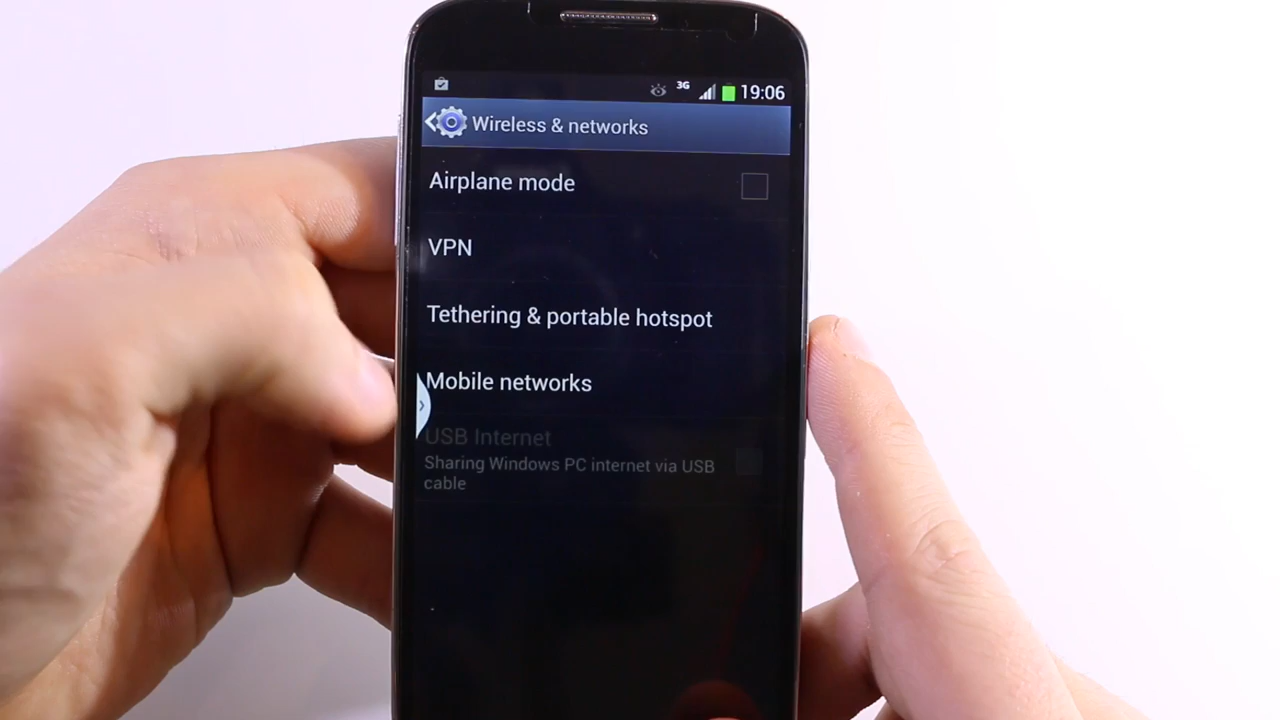 3G 19:06
Wireless & networks
Airplane mode
VPN
Tethering & portable hotspot
Mobile networks
USB Internet
Sharing Windows PC internet via USB
cable